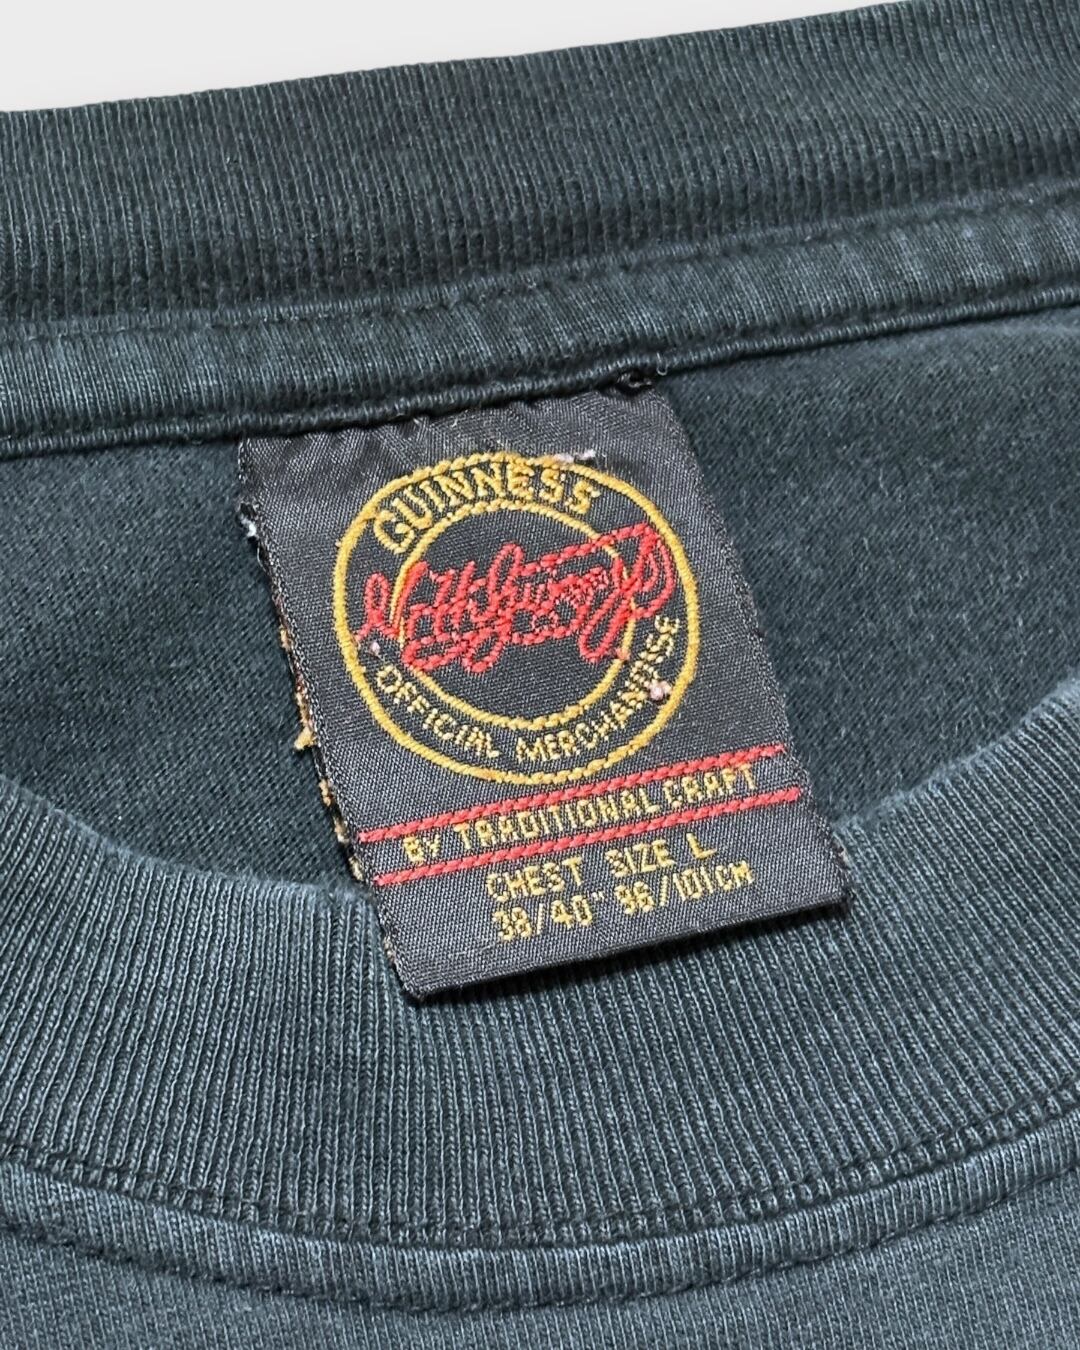 GUINNESS
OFFICIAL MERCHANDISE
BY TRADITIONAL CRAFT
CHEST SIZE L
38/40" 96/101CM